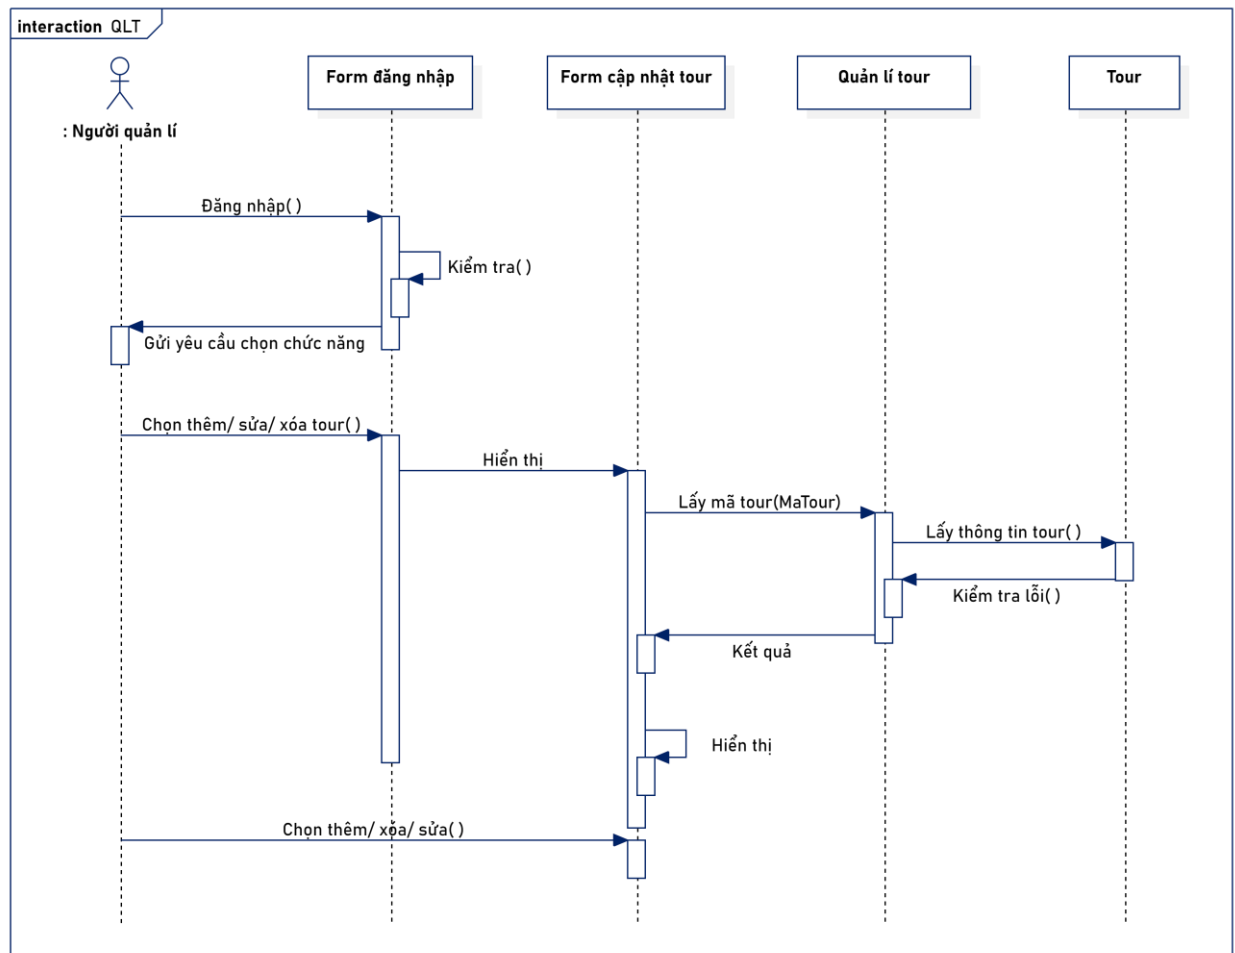 interaction QLT
Form đăng nhập
Form cập nhật tour
Quản lí tour
Tour
: Người quản lí
Đăng nhập( )
Kiểm tra( )
Gửi yêu cầu chọn chức năng
Chọn thêm/ sửa/ xóa tour( )
Hiển thị
Lấy mã tour(MaTour)
Lấy thông tin tour( )
Kiểm tra lỗi( )
Kết quả
Hiển thị
Chọn thêm/ xóa/ sửa( )